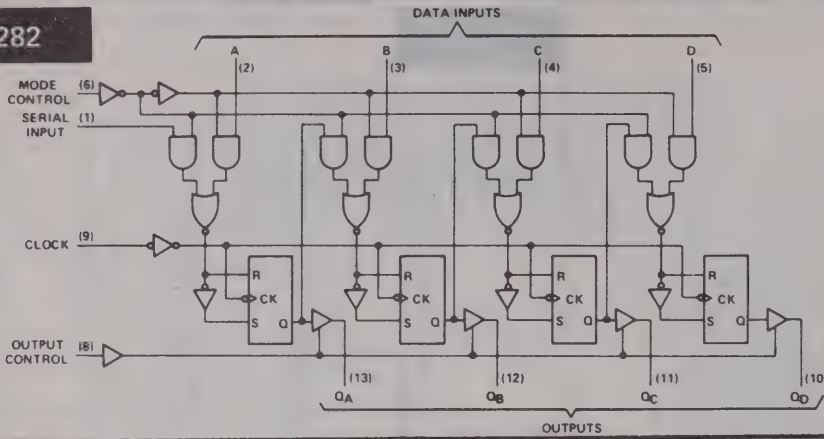 282
DATA INPUTS
A B C D
(2) (3) (4) (5)
MODE CONTROL (6)
SERIAL INPUT (1)
CLOCK (9)
R R R R
CK CK CK CK
S Q S Q S Q S Q
OUTPUT CONTROL (8)
(13) (12) (11) (10)
QA QB QC QD
OUTPUTS